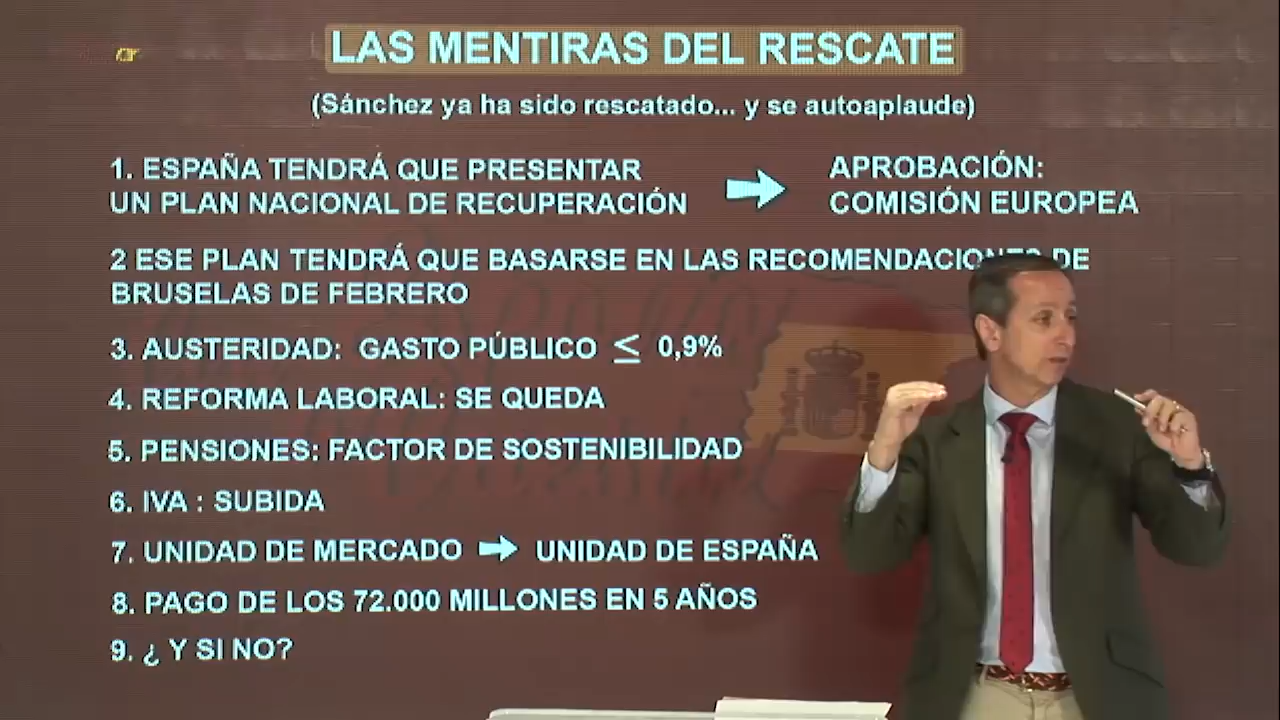 LAS MENTIRAS DEL RESCATE
(Sánchez ya ha sido rescatado... y se autoaplaude)
1. ESPAÑA TENDRÁ QUE PRESENTAR
UN PLAN NACIONAL DE RECUPERACIÓN
APROBACIÓN:
COMISIÓN EUROPEA
2 ESE PLAN TENDRÁ QUE BASARSE EN LAS RECOMENDACIONES DE
BRUSELAS DE FEBRERO
3. AUSTERIDAD: GASTO PÚBLICO ≤ 0,9%
4. REFORMA LABORAL: SE QUEDA
5. PENSIONES: FACTOR DE SOSTENIBILIDAD
6. IVA : SUBIDA
7. UNIDAD DE MERCADO → UNIDAD DE ESPAÑA
8. PAGO DE LOS 72.000 MILLONES EN 5 AÑOS
9. ¿ Y SI NO?